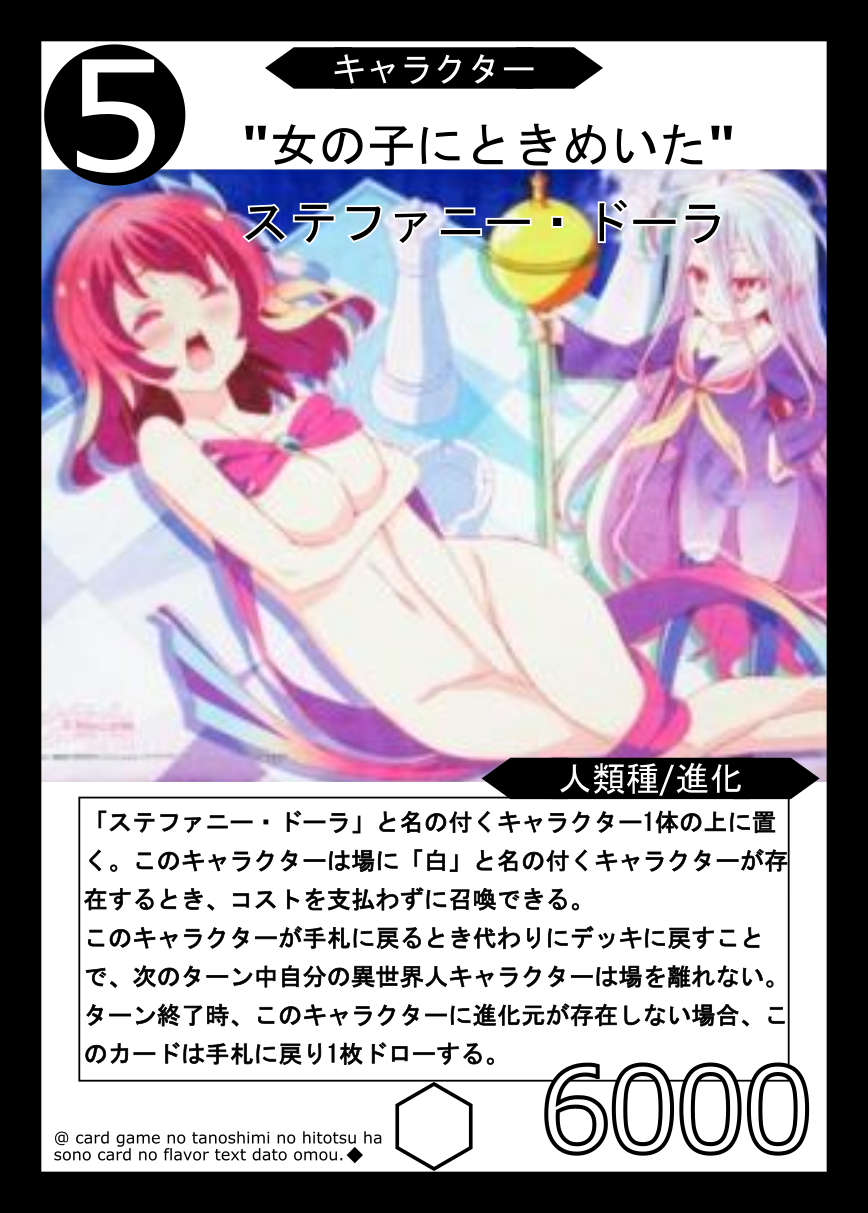 5
キャラクター
"女の子にときめいた"
ステファニー・ドーラ
人類種/進化
「ステファニー・ドーラ」と名の付くキャラクター1体の上に置
く。このキャラクターは場に「白」と名の付くキャラクターが存
在するとき、コストを支払わずに召喚できる。
このキャラクターが手札に戻るとき代わりにデッキに戻すこと
で、次のターン中自分の異世界人キャラクターは場を離れない。
ターン終了時、このキャラクターに進化元が存在しない場合、こ
のカードは手札に戻り1枚ドローする。
6000
@ card game no tanoshimi no hitotsu ha
sono card no flavor text dato omou.◆